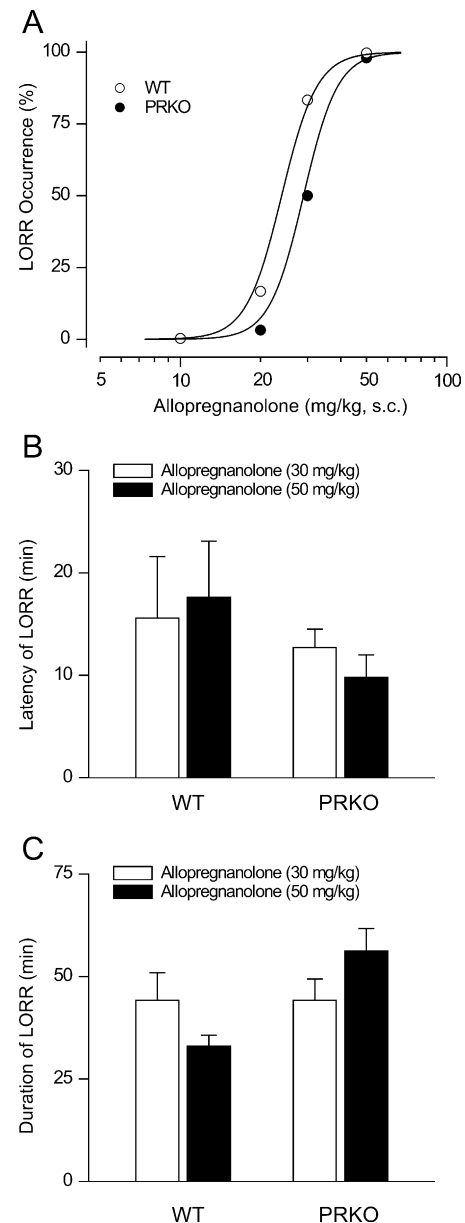 A
LORR Occurrence (%)
100
75
50
25
0
WT
PRKO
5
10
20
50
100
Allopregnanolone (mg/kg, s.c.)
B
Latency of LORR (min)
30
20
10
0
Allopregnanolone (30 mg/kg)
Allopregnanolone (50 mg/kg)
WT
PRKO
C
Duration of LORR (min)
75
50
25
0
Allopregnanolone (30 mg/kg)
Allopregnanolone (50 mg/kg)
WT
PRKO